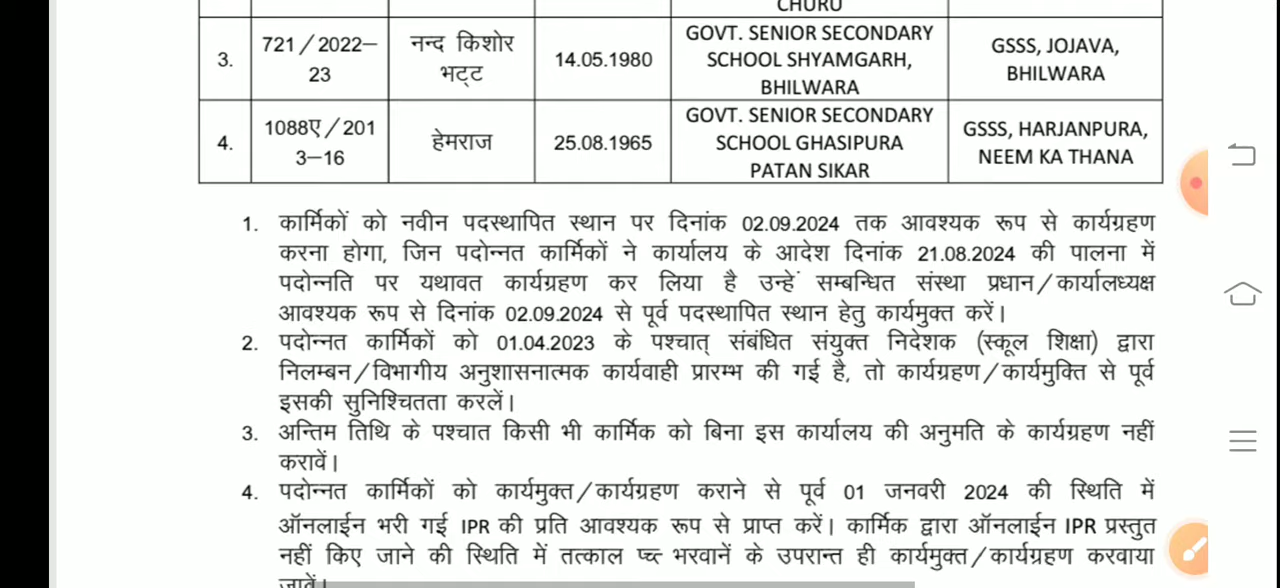 CHURU
3.
721/2022–
23
नन्द किशोर
भट्ट
14.05.1980
GOVT. SENIOR SECONDARY
SCHOOL SHYAMGARH,
BHILWARA
GSSS, JOJAVA,
BHILWARA
4.
1088ए/201
3–16
हेमराज
25.08.1965
GOVT. SENIOR SECONDARY
SCHOOL GHASIPURA
PATAN SIKAR
GSSS, HARJANPURA,
NEEM KA THANA
1. कार्मिकों को नवीन पदस्थापित स्थान पर दिनांक 02.09.2024 तक आवश्यक रूप से कार्यग्रहण
करना होगा, जिन पदोन्नत कार्मिकों ने कार्यालय के आदेश दिनांक 21.08.2024 की पालना में
पदोन्नति पर यथावत कार्यग्रहण कर लिया है उन्हें सम्बन्धित संस्था प्रधान/कार्यालध्यक्ष
आवश्यक रूप से दिनांक 02.09.2024 से पूर्व पदस्थापित स्थान हेतु कार्यमुक्त करें।
2. पदोन्नत कार्मिकों को 01.04.2023 के पश्चात् संबंधित संयुक्त निदेशक (स्कूल शिक्षा) द्वारा
निलम्बन/विभागीय अनुशासनात्मक कार्यवाही प्रारम्भ की गई है, तो कार्यग्रहण/कार्यमुक्ति से पूर्व
इसकी सुनिश्चितता करलें।
3. अन्तिम तिथि के पश्चात किसी भी कार्मिक को बिना इस कार्यालय की अनुमति के कार्यग्रहण नहीं
करावें।
4. पदोन्नत कार्मिकों को कार्यमुक्त/कार्यग्रहण कराने से पूर्व 01 जनवरी 2024 की स्थिति में
ऑनलाईन भरी गई IPR की प्रति आवश्यक रूप से प्राप्त करें। कार्मिक द्वारा ऑनलाईन IPR प्रस्तुत
नहीं किए जाने की स्थिति में तत्काल प्च्त् भरवानें के उपरान्त ही कार्यमुक्त/कार्यग्रहण करवाया
जावें।